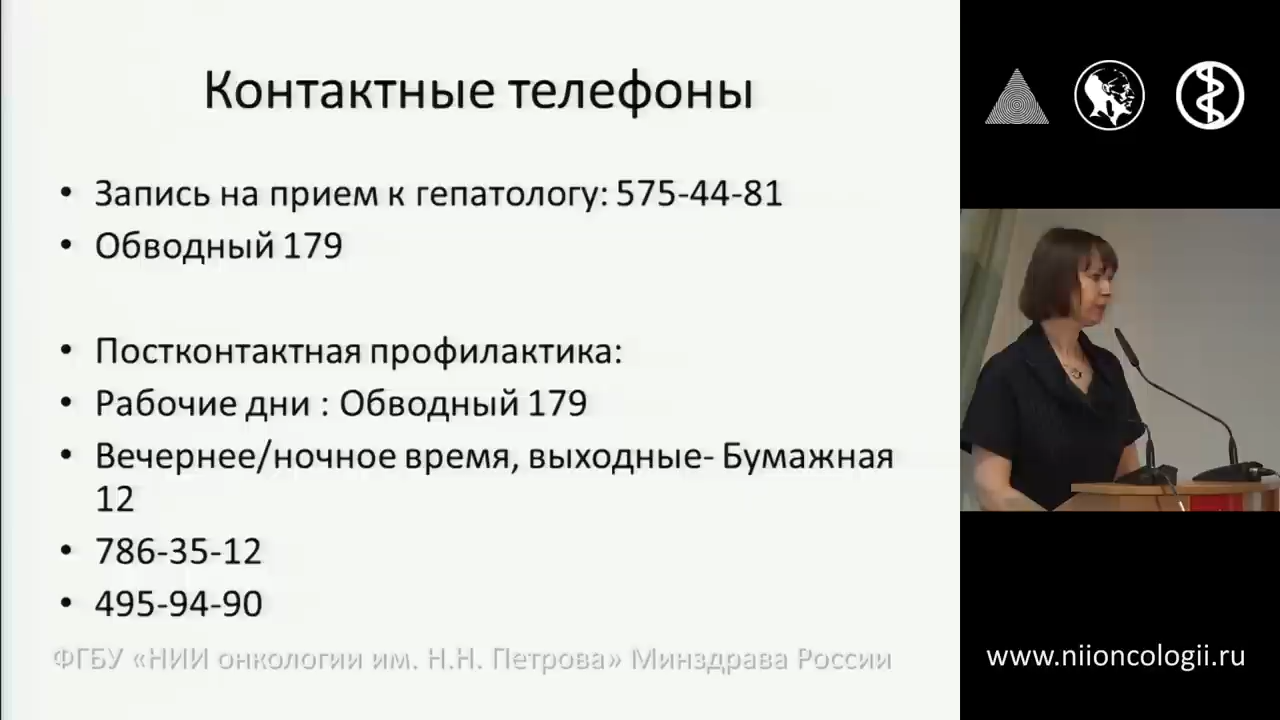 Контактные телефоны
• Запись на прием к гепатологу: 575-44-81
• Обводный 179
• Постконтактная профилактика:
• Рабочие дни : Обводный 179
• Вечернее/ночное время, выходные- Бумажная
12
• 786-35-12
• 495-94-90
ФГБУ «НИИ онкологии им. Н.Н. Петрова» Минздрава России
www.niioncologii.ru